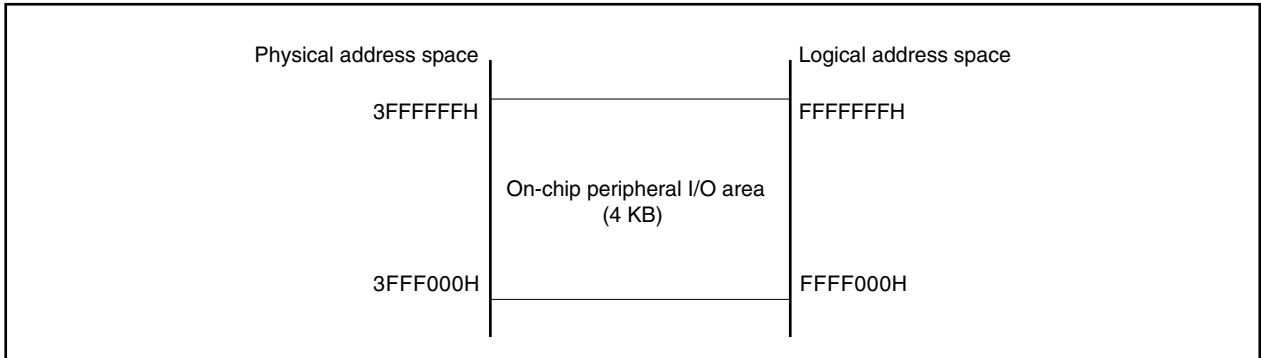 Physical address space
Logical address space
3FFFFFFH
FFFFFFFH
On-chip peripheral I/O area
(4 KB)
3FFF000H
FFFF000H